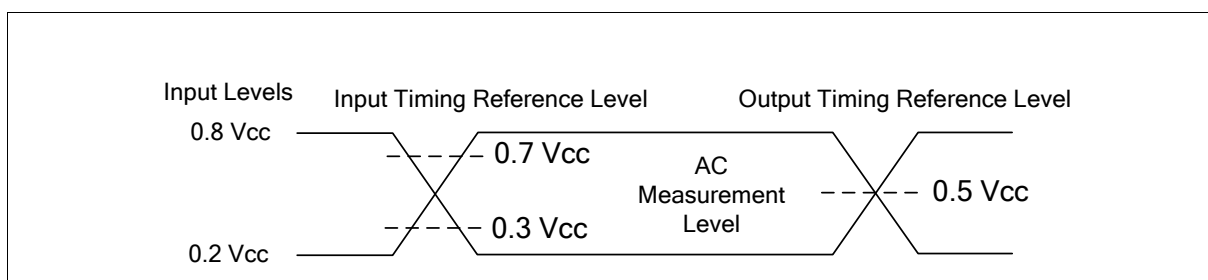 Input Levels
Input Timing Reference Level
Output Timing Reference Level
0.8 Vcc
0.7 Vcc
AC
Measurement
Level
0.5 Vcc
0.3 Vcc
0.2 Vcc